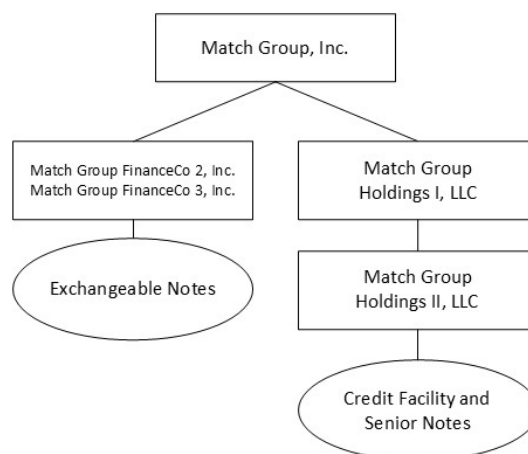 Match Group, Inc.
Match Group FinanceCo 2, Inc.
Match Group FinanceCo 3, Inc.
Match Group
Holdings I, LLC
Exchangeable Notes
Match Group
Holdings II, LLC
Credit Facility and
Senior Notes